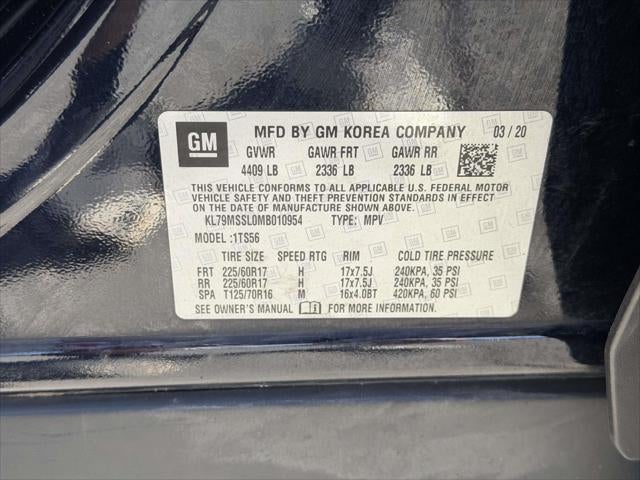 GM
MFD BY GM KOREA COMPANY 03/20
GVWR GAWR FRT GAWR RR
4409 LB 2336 LB 2336 LB
THIS VEHICLE CONFORMS TO ALL APPLICABLE U.S. FEDERAL MOTOR
VEHICLE SAFETY AND THEFT PREVENTION STANDARDS IN EFFECT
ON THE DATE OF MANUFACTURE SHOWN ABOVE.
KL79MSSL0MB010954 TYPE: MPV
MODEL :1TS56
TIRE SIZE SPEED RTG RIM COLD TIRE PRESSURE
FRT 225/60R17 H 17x7.5J 240KPA, 35 PSI
RR 225/60R17 H 17x7.5J 240KPA, 35 PSI
SPA T125/70R16 M 16x4.0BT 420KPA, 60 PSI
SEE OWNER'S MANUAL FOR MORE INFORMATION.